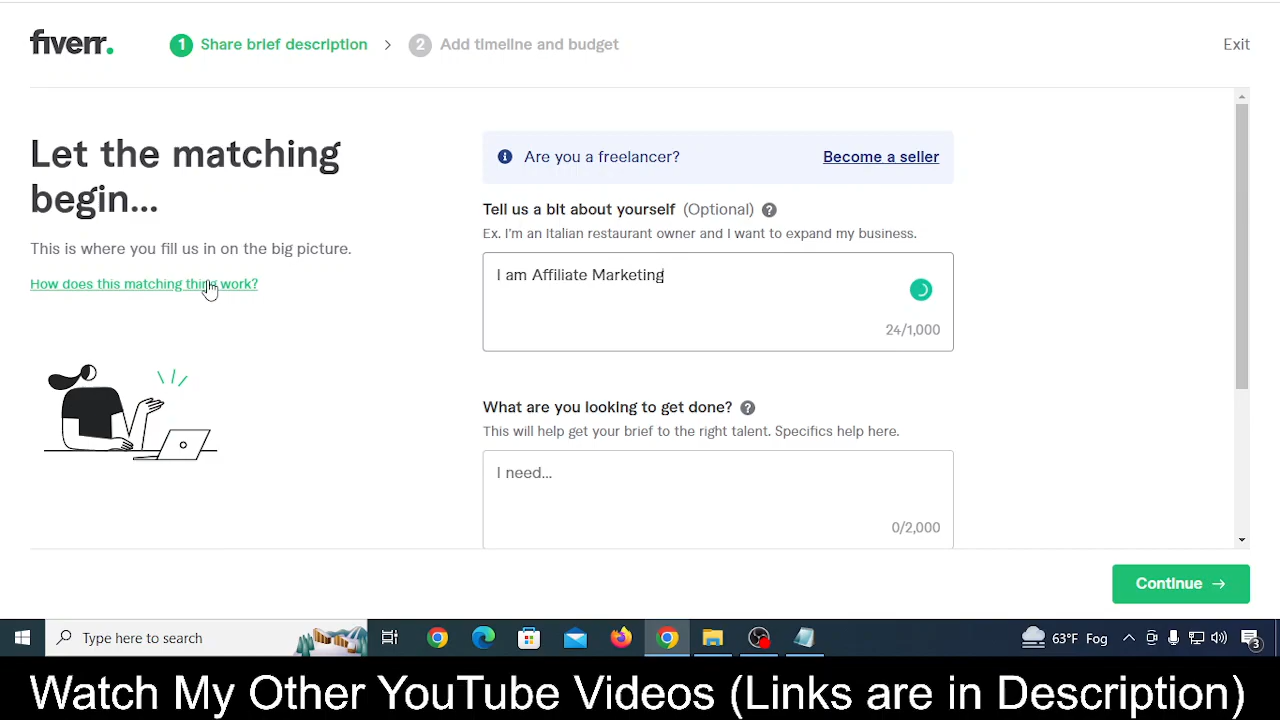 fiverr.
1 Share brief description > 2 Add timeline and budget
Exit
Let the matching
begin...
This is where you fill us in on the big picture.
How does this matching thing work?
Are you a freelancer?
Become a seller
Tell us a bit about yourself (Optional) ?
Ex. I'm an Italian restaurant owner and I want to expand my business.
I am Affiliate Marketing
24/1,000
What are you looking to get done? ?
This will help get your brief to the right talent. Specifics help here.
I need...
0/2,000
Continue →
Type here to search
63°F Fog
3
Watch My Other YouTube Videos (Links are in Description)